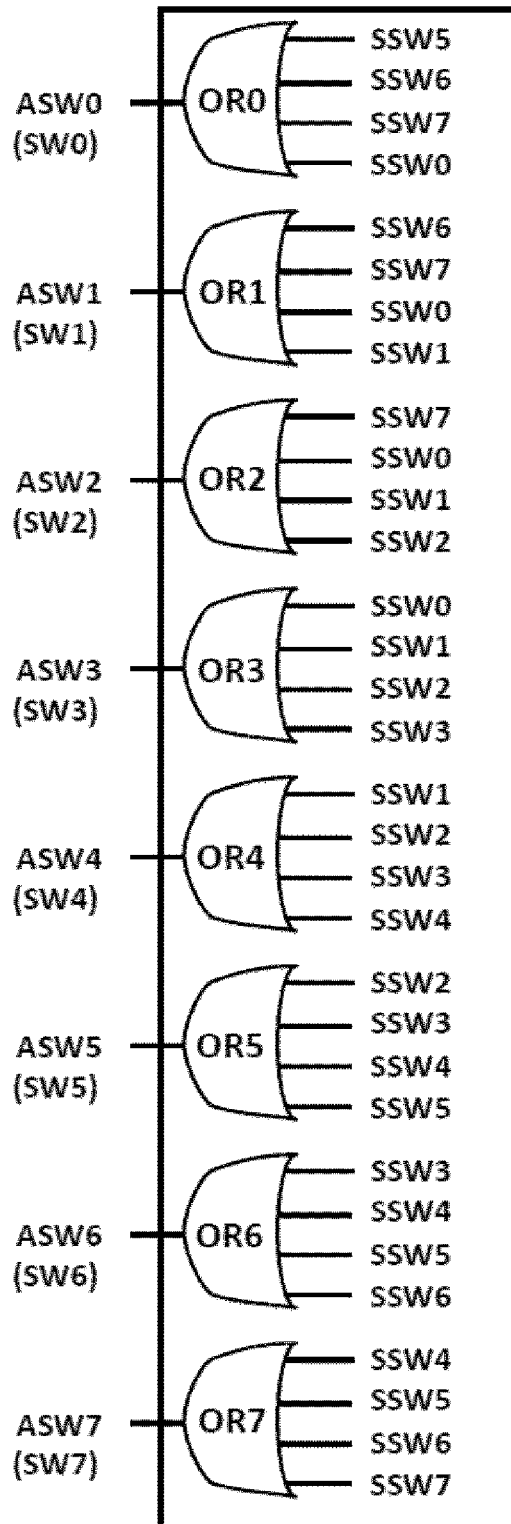 ASW0
(SW0)
OR0
SSW5
SSW6
SSW7
SSW0
ASW1
(SW1)
OR1
SSW6
SSW7
SSW0
SSW1
ASW2
(SW2)
OR2
SSW7
SSW0
SSW1
SSW2
ASW3
(SW3)
OR3
SSW0
SSW1
SSW2
SSW3
ASW4
(SW4)
OR4
SSW1
SSW2
SSW3
SSW4
ASW5
(SW5)
OR5
SSW2
SSW3
SSW4
SSW5
ASW6
(SW6)
OR6
SSW3
SSW4
SSW5
SSW6
ASW7
(SW7)
OR7
SSW4
SSW5
SSW6
SSW7